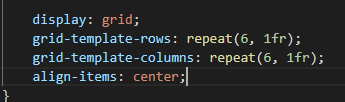 display: grid;
grid-template-rows: repeat(6, 1fr);
grid-template-columns: repeat(6, 1fr);
align-items: center;
}